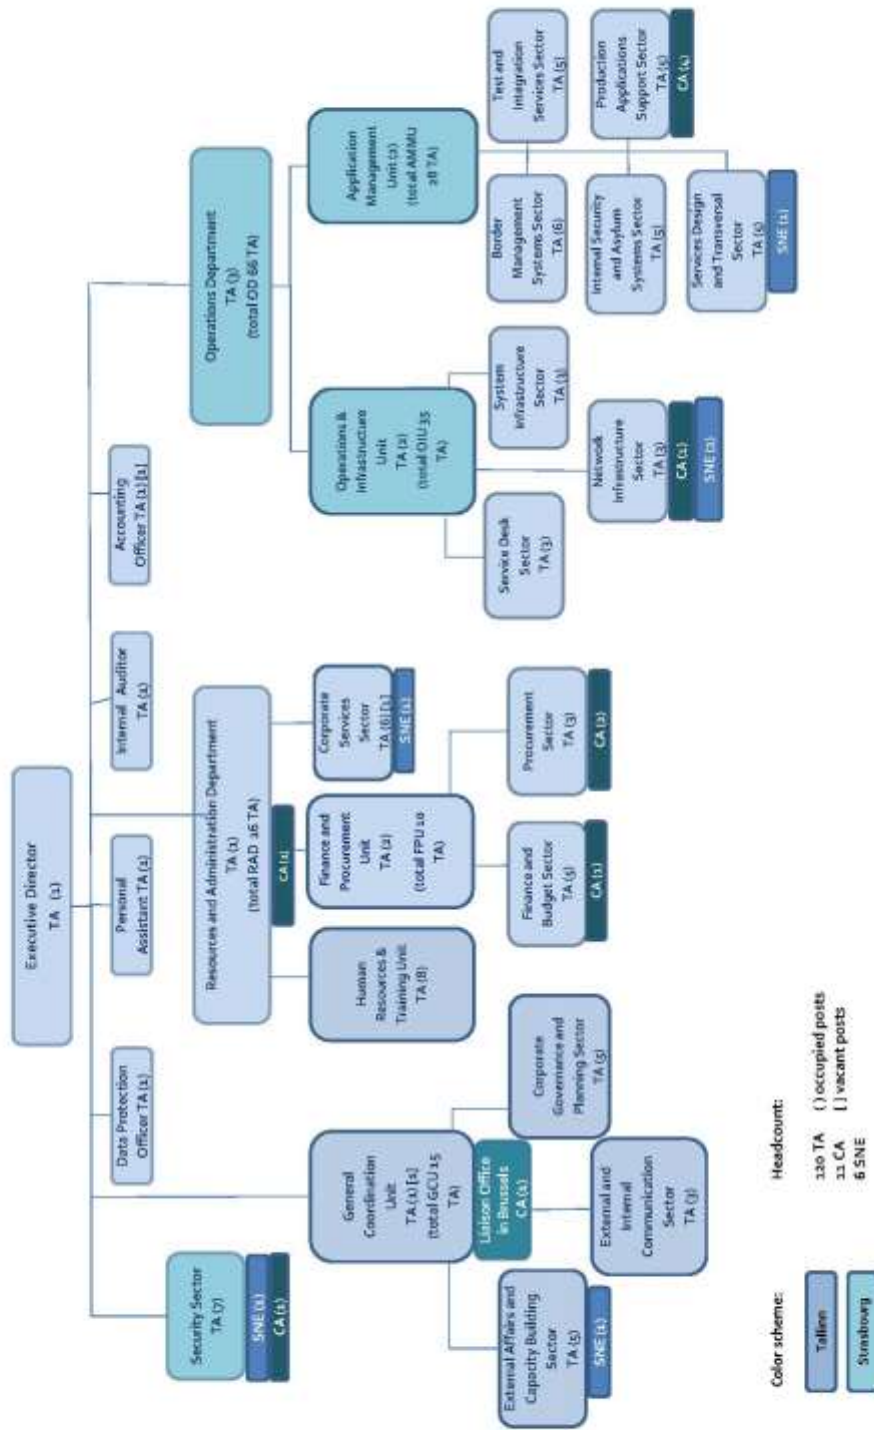 Executive Director
TA (1)
Data Protection
Officer TA (1)
Personal
Assistant TA (1)
Internal Auditor
TA (1)
Accounting
Officer TA (1) [1]
Security Sector
TA (7)
SNE (1)
CA (1)
Resources and Administration Department
TA (1)
(total RAD 26 TA)
CA (1)
Operations Department
TA (3)
(total OD 66 TA)
General
Coordination
Unit
TA (1) [1]
(total GCU 15
TA)
Liaison Office
in Brussels
CA (1)
Human
Resources &
Training Unit
TA (8)
Finance and
Procurement
Unit
TA (2)
(total FPU 10
TA)
Corporate
Services
Sector
TA (6) [1]
SNE (1)
Operations &
Infrastructure
Unit
TA (2)
(total OIU 35
TA)
Application
Management
Unit (2)
(total AMMU
28 TA)
External Affairs and
Capacity Building
Sector
TA (5)
SNE (1)
External and
Internal
Communication
Sector
TA (3)
Corporate
Governance and
Planning Sector
TA (5)
Finance and
Budget Sector
TA (5)
CA (1)
Procurement
Sector
TA (3)
CA (2)
Service Desk
Sector
TA (3)
System
Infrastructure
Sector
TA (3)
Network
Infrastructure
Sector
TA (3)
CA (1)
SNE (2)
Border
Management
Systems Sector
TA (6)
Test and
Integration
Services Sector
TA (5)
Internal Security
and Asylum
Systems Sector
TA (5)
Production
Applications
Support Sector
TA (5)
CA (4)
Services Design
and Transversal
Sector
TA (5)
SNE (1)
Color scheme:
Tallinn
Strasbourg
Headcount:
120 TA ( ) occupied posts
11 CA [ ] vacant posts
6 SNE